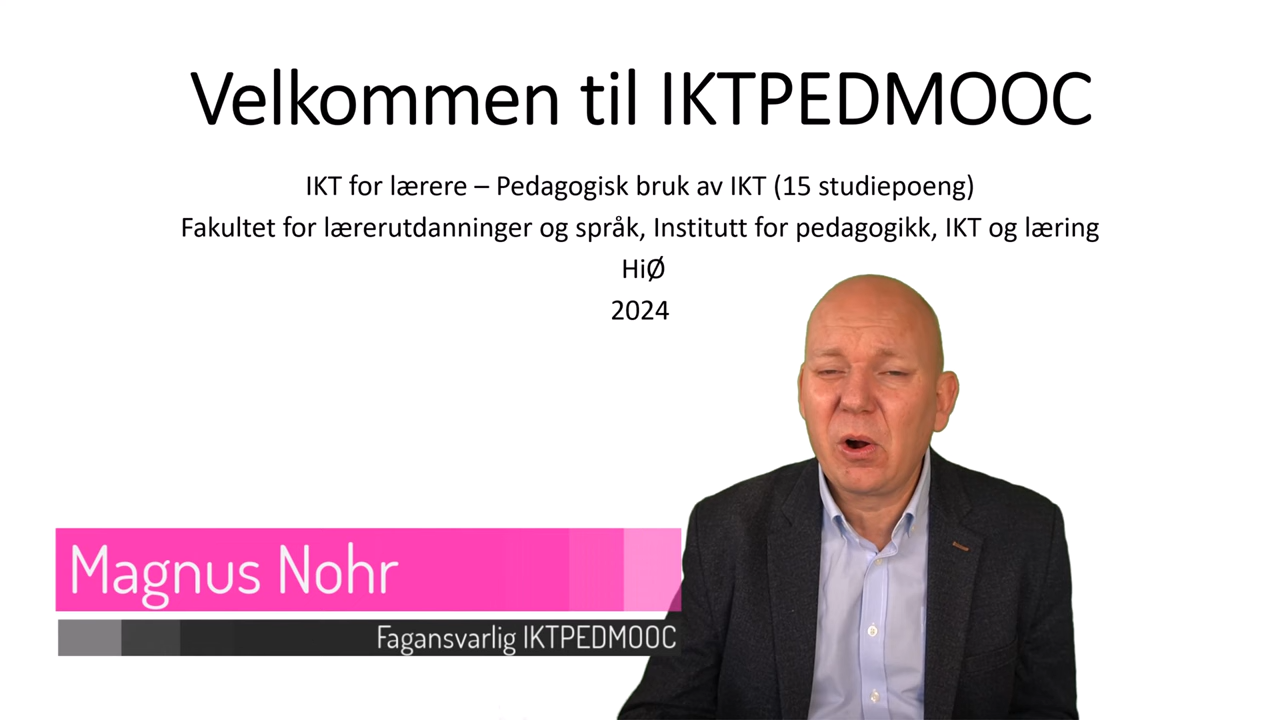 Velkommen til IKTPEDMOOC
IKT for lærere – Pedagogisk bruk av IKT (15 studiepoeng)
Fakultet for lærerutdanninger og språk, Institutt for pedagogikk, IKT og læring
HiØ
2024
Magnus Nohr
Fagansvarlig IKTPEDMOOC